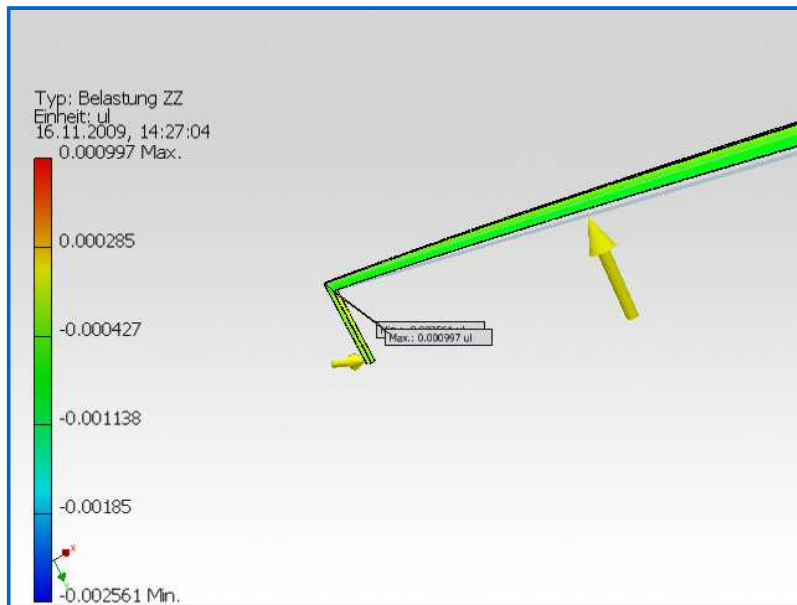 Typ: Belastung ZZ
Einheit: ul
16.11.2009, 14:27:04
0.000997 Max.
0.000285
-0.000427
-0.001138
-0.00185
-0.002561 Min.
Max.: 0.000997 ul
x